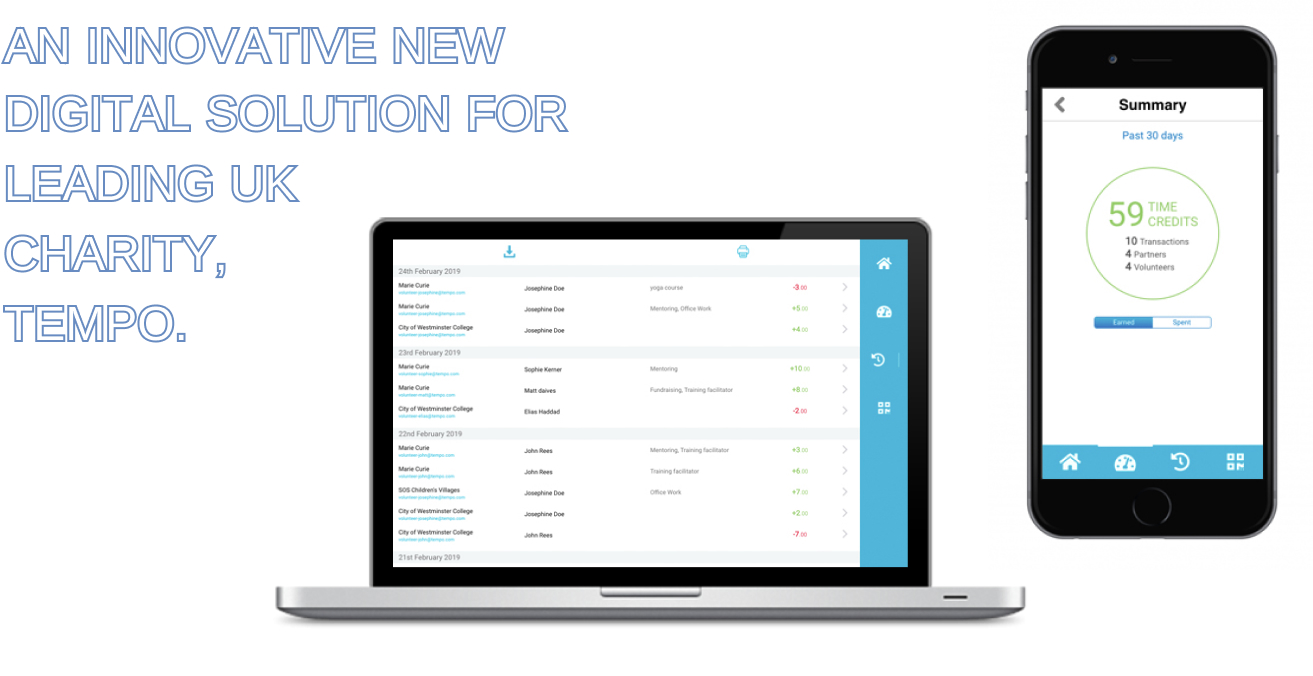 AN INNOVATIVE NEW
DIGITAL SOLUTION FOR
LEADING UK
CHARITY,
TEMPO.
24th February 2019
Marie Curie Josephine Doe yoga course -3.00
volunteer-josephine@tempo.com
Marie Curie Josephine Doe Mentoring, Office Work +5.00
volunteer-josephine@tempo.com
City of Westminster College Josephine Doe +4.00
volunteer-josephine@tempo.com
23rd February 2019
Marie Curie Sophie Kerner Mentoring +10.00
volunteer-sophie@tempo.com
Marie Curie Matt daives Fundraising, Training facilitator +8.00
volunteer-matt@tempo.com
City of Westminster College Elias Haddad -2.00
volunteer-elias@tempo.com
22nd February 2019
Marie Curie John Rees Mentoring, Training facilitator +3.00
volunteer-john@tempo.com
Marie Curie John Rees Training facilitator +6.00
volunteer-john@tempo.com
SOS Children's Villages Josephine Doe Office Work +7.00
volunteer-josephine@tempo.com
City of Westminster College Josephine Doe +2.00
volunteer-josephine@tempo.com
City of Westminster College John Rees -7.00
volunteer-john@tempo.com
21st February 2019
Summary
Past 30 days
59 TIME
CREDITS
10 Transactions
4 Partners
4 Volunteers
Earned Spent